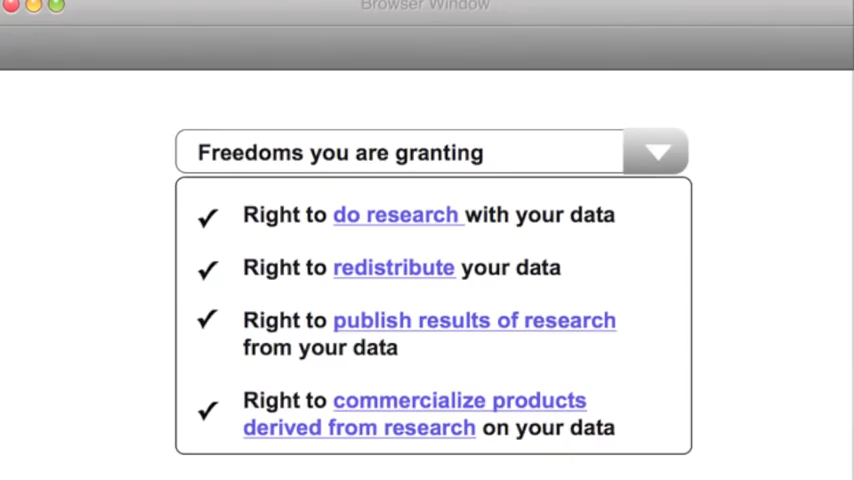 Browser Window
Freedoms you are granting
✓ Right to do research with your data
✓ Right to redistribute your data
✓ Right to publish results of research
from your data
✓ Right to commercialize products
derived from research on your data